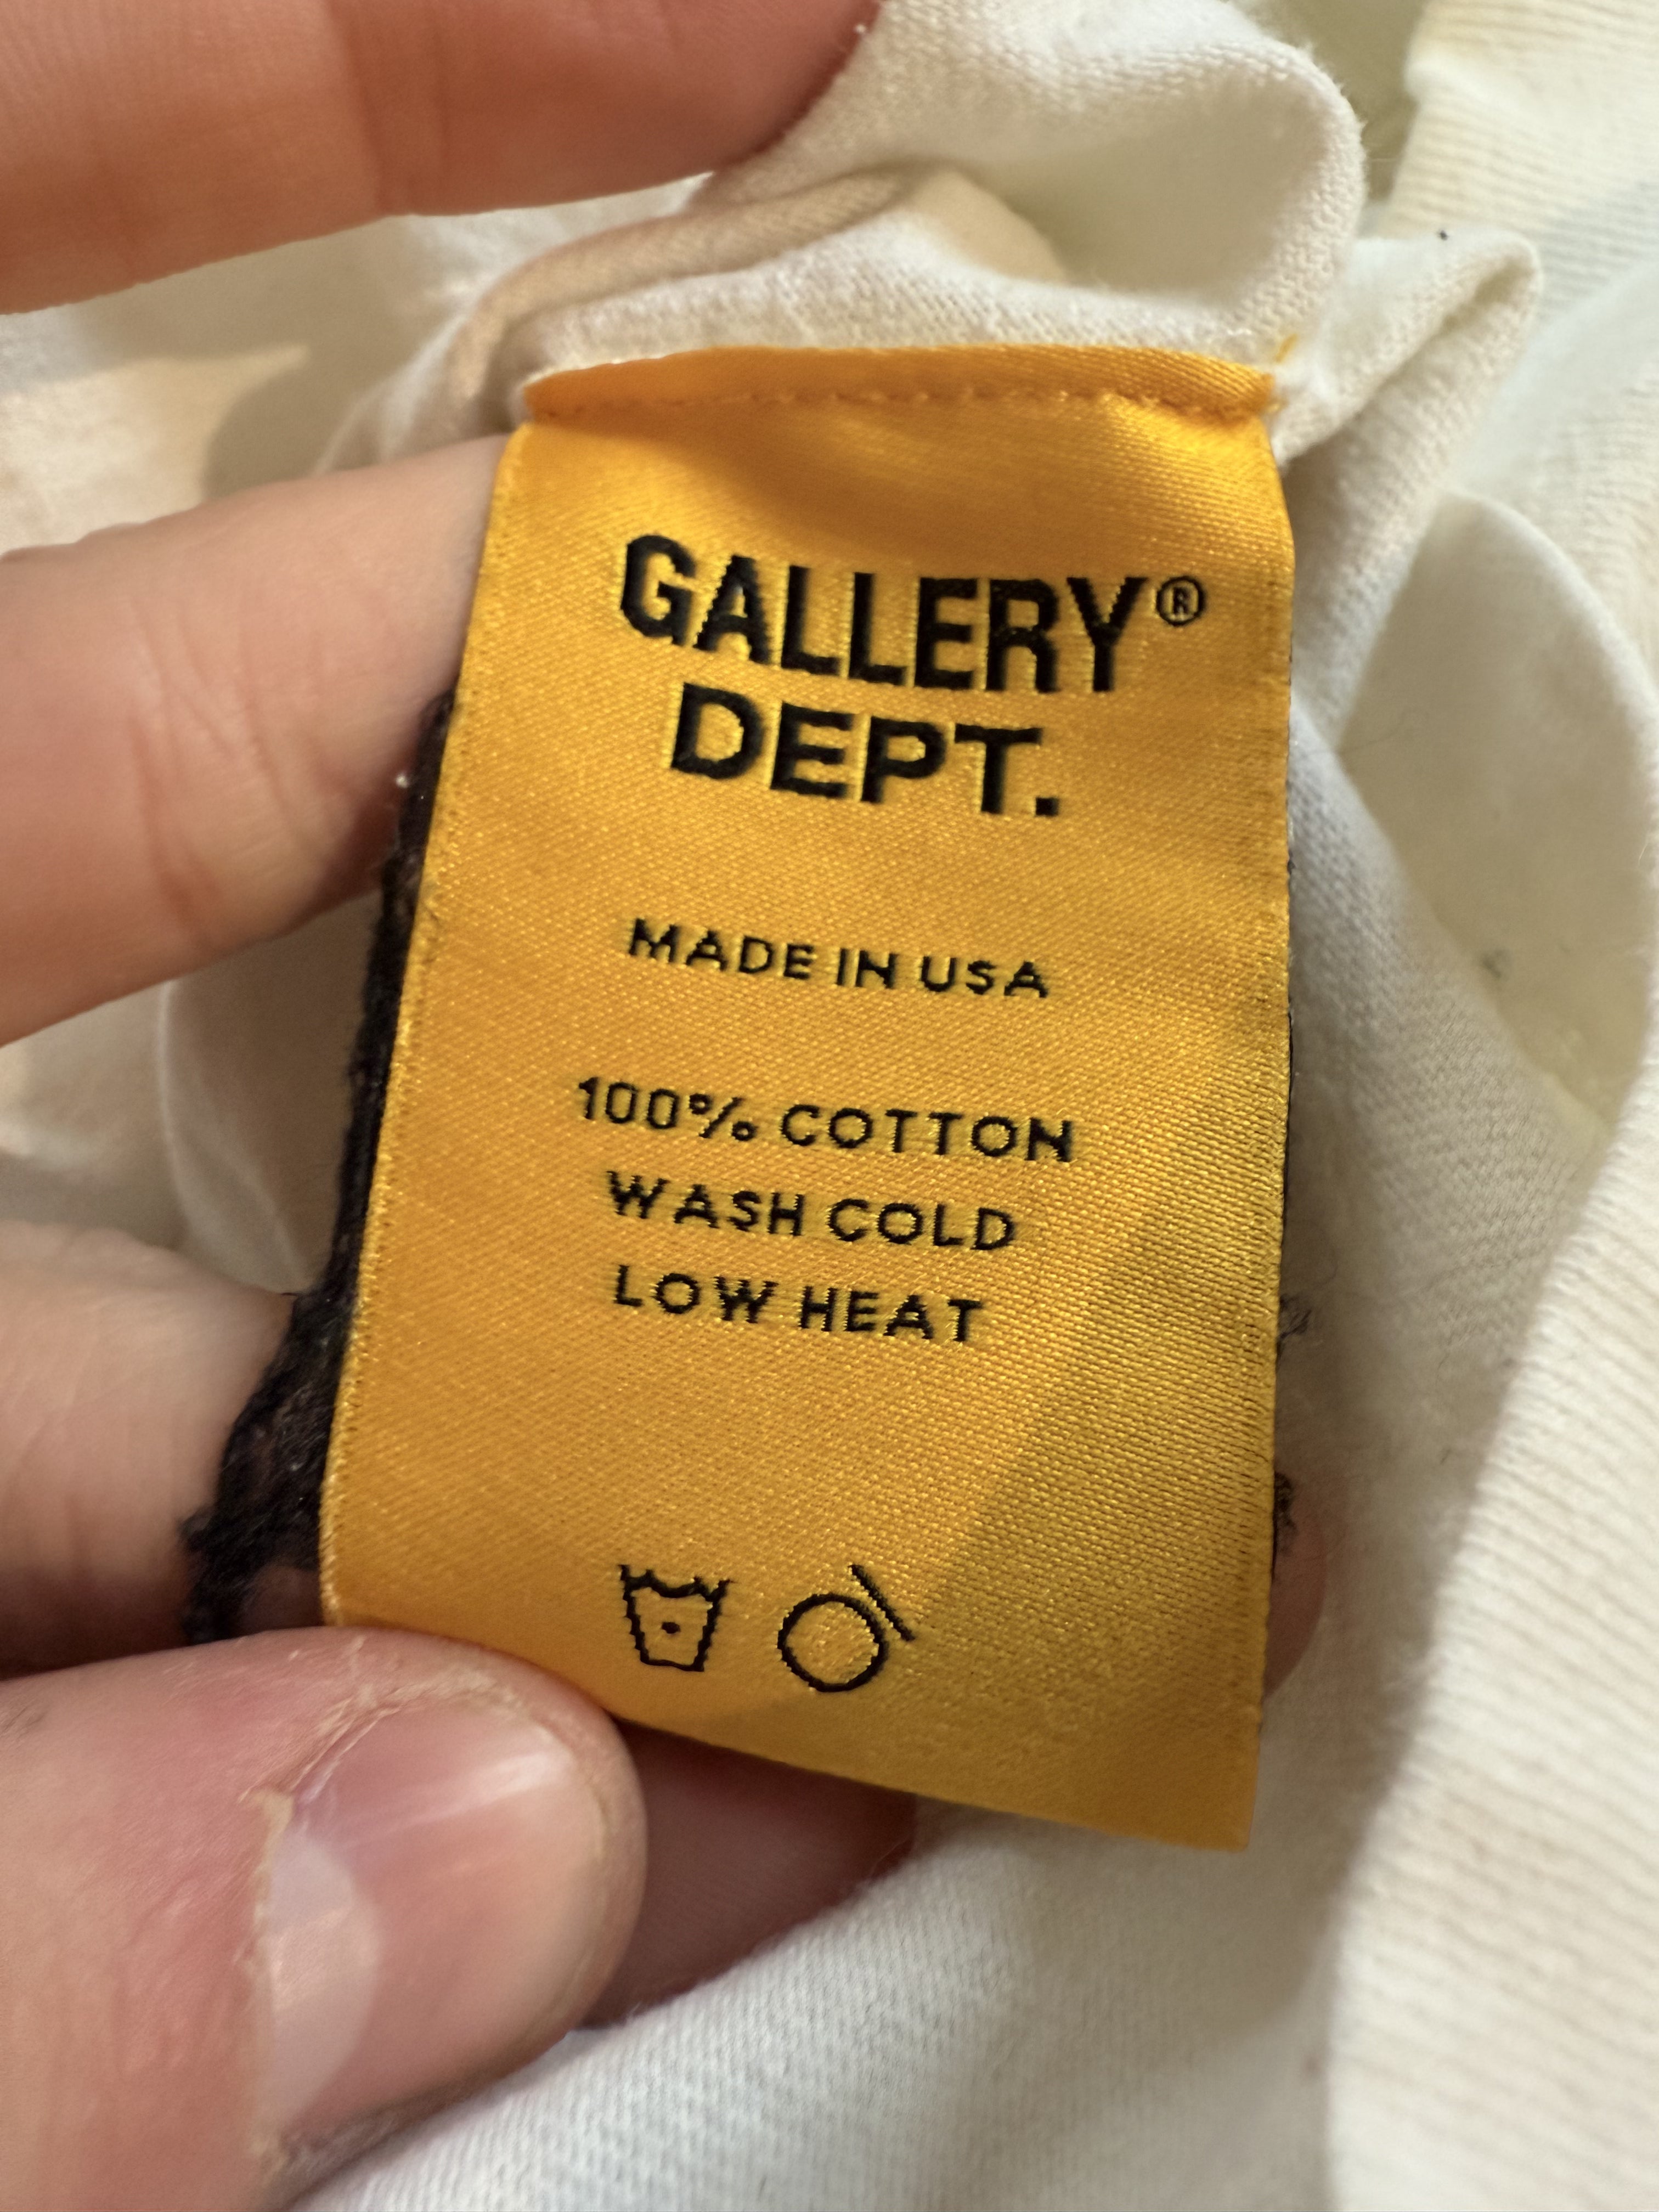 GALLERY®
DEPT.
MADE IN USA
100% COTTON
WASH COLD
LOW HEAT